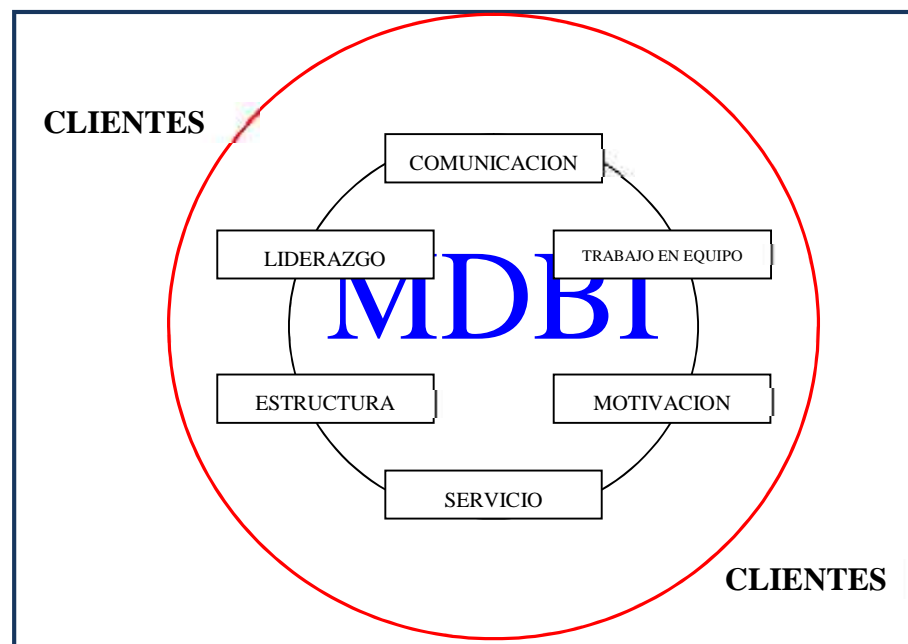 CLIENTES
COMUNICACION
LIDERAZGO
TRABAJO EN EQUIPO
MDBI
ESTRUCTURA
MOTIVACION
SERVICIO
CLIENTES